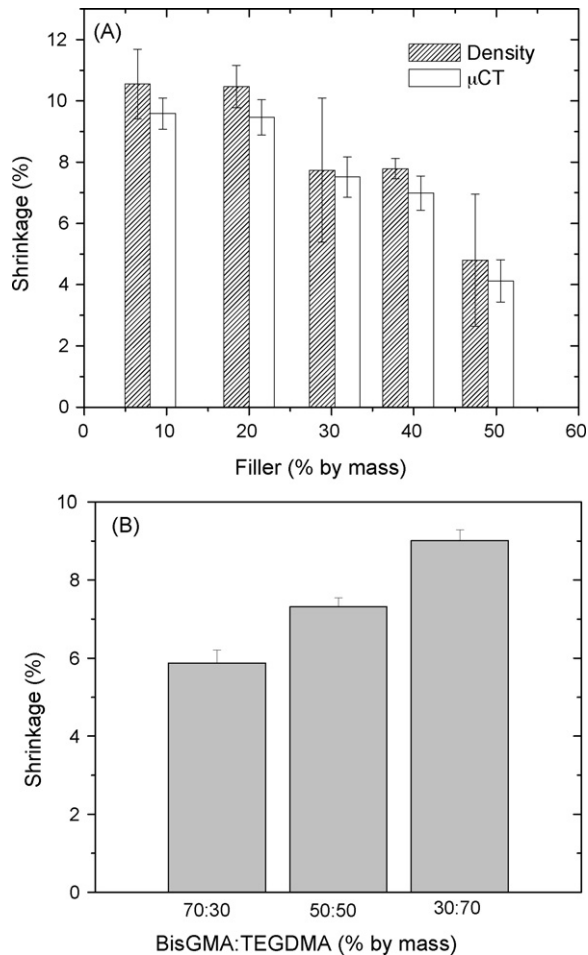 (A)
Density
μCT
12
10
8
6
4
2
0
Shrinkage (%)
0 10 20 30 40 50 60
Filler (% by mass)
(B)
10
8
6
4
2
0
Shrinkage (%)
70:30 50:50 30:70
BisGMA:TEGDMA (% by mass)